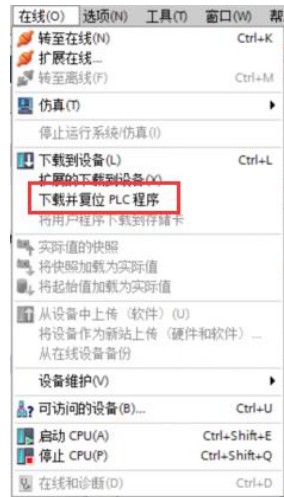 在线(O) 选项(N) 工具(T) 窗口(W) 帮
转至在线(N) Ctrl+K
扩展在线...
转至离线(F) Ctrl+M
仿真(T)
停止运行系统/仿真(I)
下载到设备(L) Ctrl+L
扩展的下载到设备(X)...
下载并复位 PLC 程序
将用户程序下载到存储卡
实际值的快照
将快照加载为实际值
将起始值加载为实际值
从设备中上传（软件）(U)
将设备作为新站上传（硬件和软件）...
从在线设备备份
设备维护(V)
可访问的设备(B)... Ctrl+U
启动 CPU(A) Ctrl+Shift+E
停止 CPU(P) Ctrl+Shift+Q
在线和诊断(D) Ctrl+D